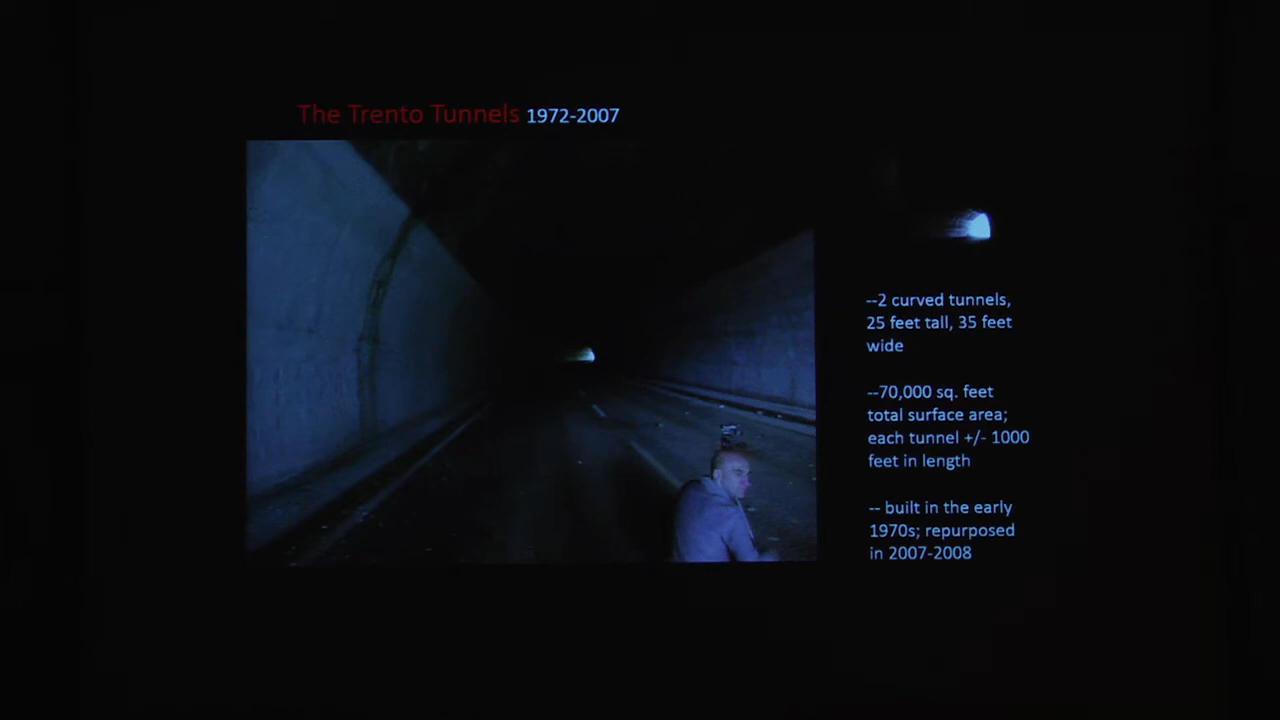 The Trento Tunnels 1972-2007
--2 curved tunnels,
25 feet tall, 35 feet
wide
--70,000 sq. feet
total surface area;
each tunnel +/- 1000
feet in length
-- built in the early
1970s; repurposed
in 2007-2008